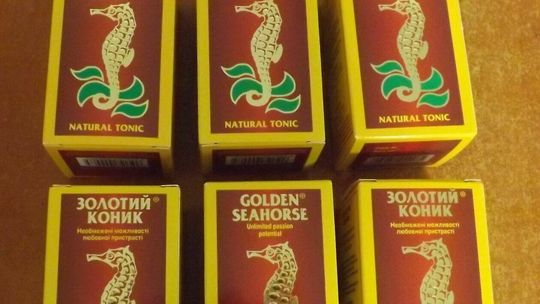 NATURAL TONIC
NATURAL TONIC
NATURAL TONIC
ЗОЛОТИЙ®
КОНИК
Необмежені можливості
любовної пристрасті
GOLDEN®
SEAHORSE
Unlimited passion
potential
ЗОЛОТИЙ®
КОНИК
Необмежені можливості
любовної пристрасті